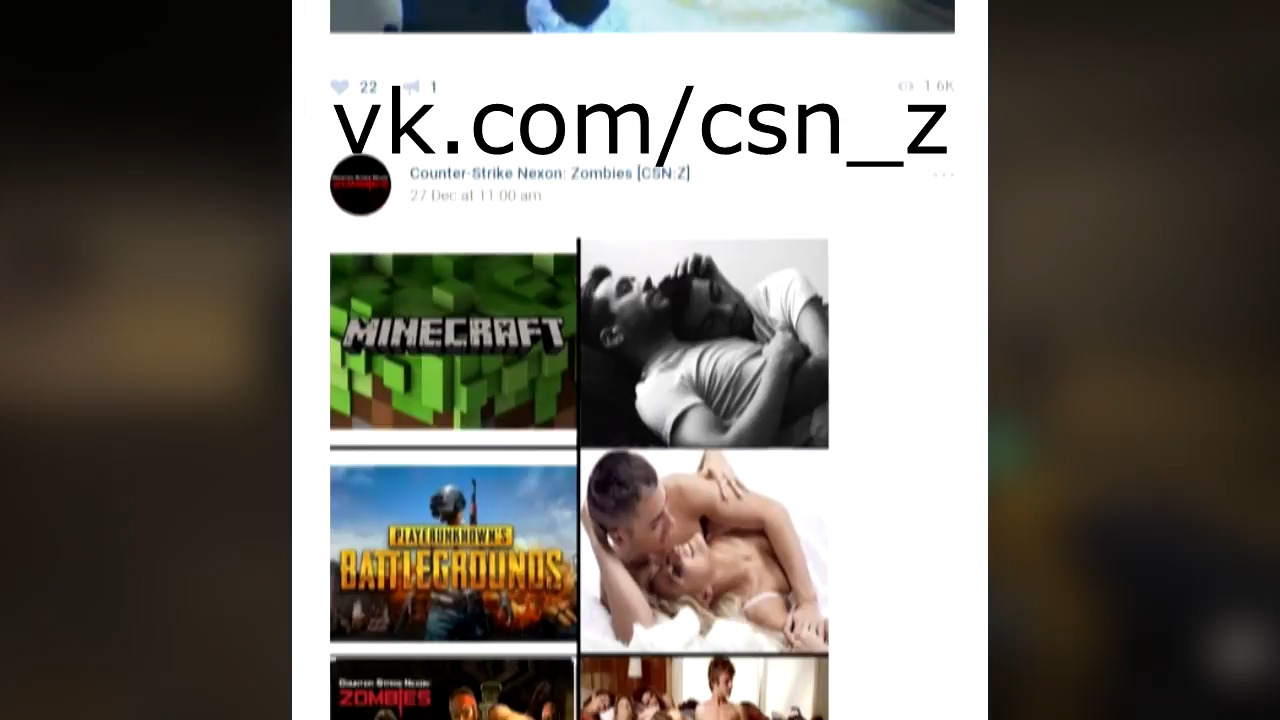 22 1 1.6K
vk.com/csn_z
Counter-Strike Nexon: Zombies [CSN:Z]
27 Dec at 11:00 am
MINECRAFT
PLAYERUNKNOWN'S
BATTLEGROUNDS
Counter-Strike Nexon:
ZOMBIES